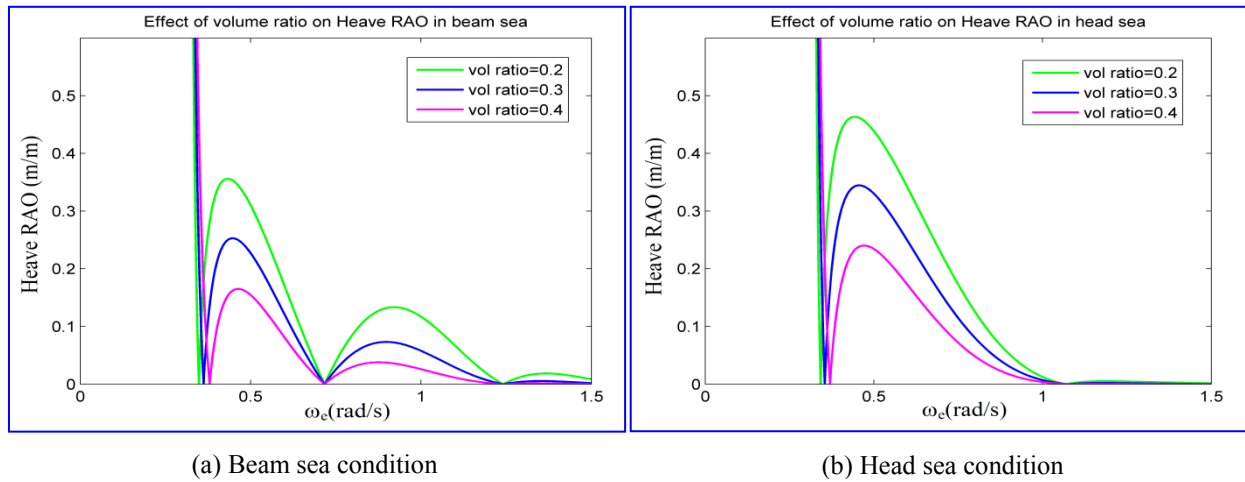 Effect of volume ratio on Heave RAO in beam sea
vol ratio=0.2
vol ratio=0.3
vol ratio=0.4
Heave RAO (m/m)
0.5
0.4
0.3
0.2
0.1
0
0 0.5 1 1.5
ωe(rad/s)
(a) Beam sea condition
Effect of volume ratio on Heave RAO in head sea
vol ratio=0.2
vol ratio=0.3
vol ratio=0.4
Heave RAO (m/m)
0.5
0.4
0.3
0.2
0.1
0
0 0.5 1 1.5
ωe(rad/s)
(b) Head sea condition